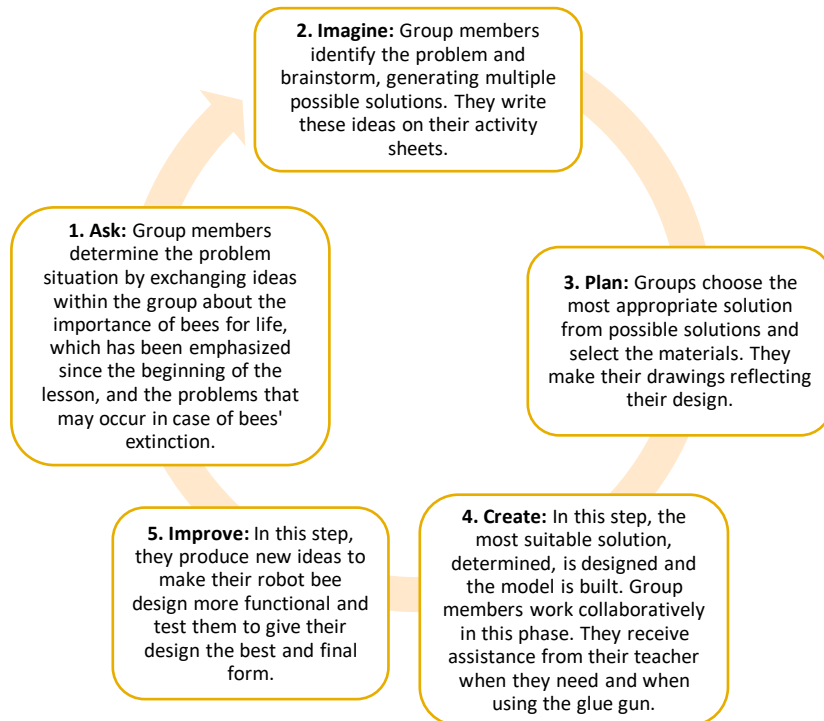 1. Ask: Group members
determine the problem
situation by exchanging ideas
within the group about the
importance of bees for life,
which has been emphasized
since the beginning of the
lesson, and the problems that
may occur in case of bees'
extinction.
2. Imagine: Group members
identify the problem and
brainstorm, generating multiple
possible solutions. They write
these ideas on their activity
sheets.
3. Plan: Groups choose the
most appropriate solution
from possible solutions and
select the materials. They
make their drawings reflecting
their design.
4. Create: In this step, the
most suitable solution,
determined, is designed and
the model is built. Group
members work collaboratively
in this phase. They receive
assistance from their teacher
when they need and when
using the glue gun.
5. Improve: In this step,
they produce new ideas to
make their robot bee
design more functional and
test them to give their
design the best and final
form.